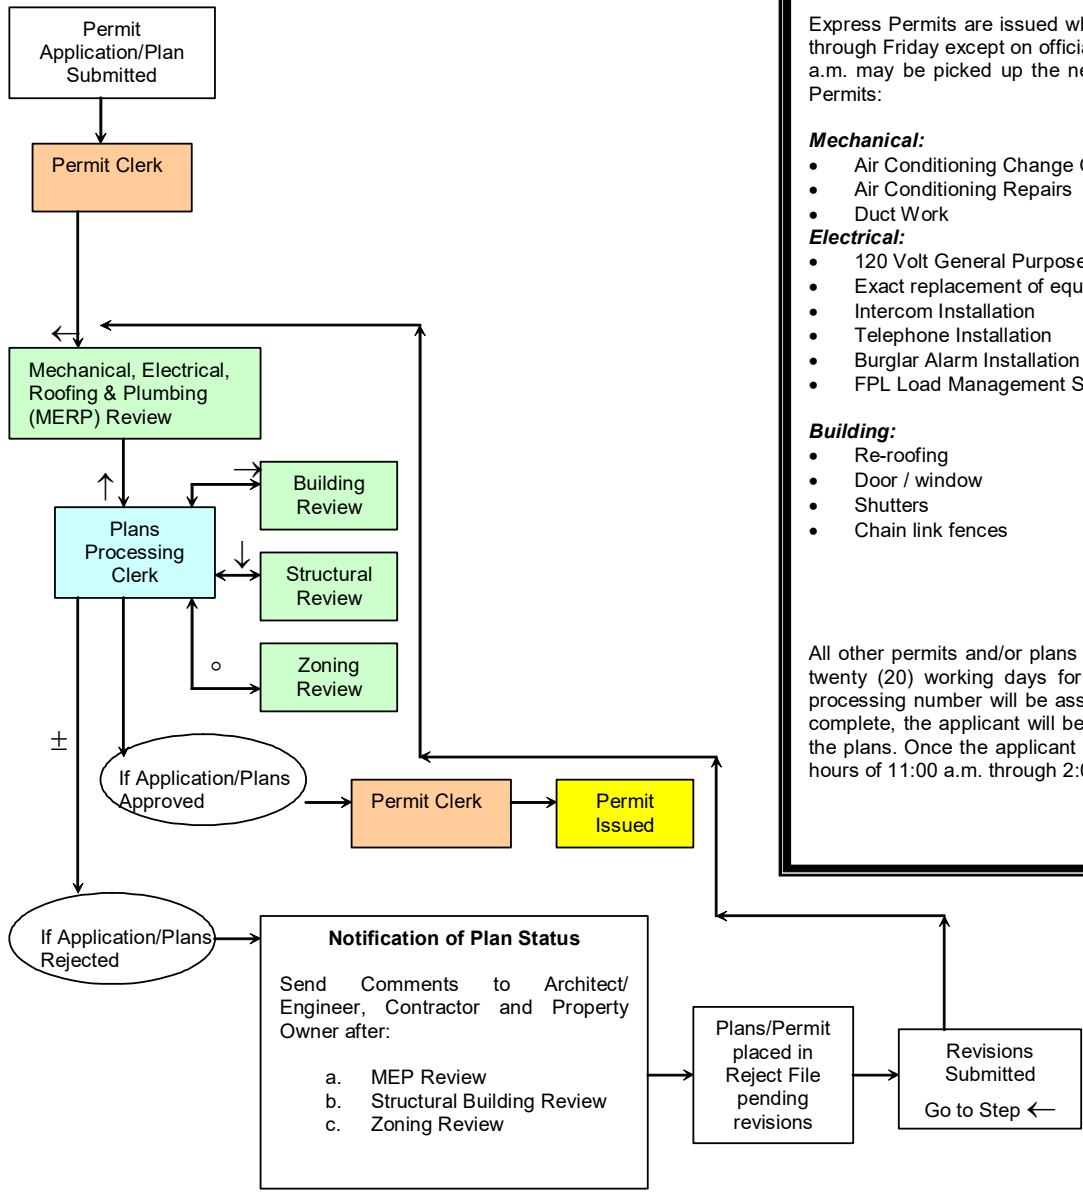 Permit
Application/Plan
Submitted
Permit Clerk
←
Mechanical, Electrical,
Roofing & Plumbing
(MERP) Review
↑
Plans
Processing
Clerk
→
Building
Review
↓
Structural
Review
°
Zoning
Review
±
If Application/Plans
Approved
Permit Clerk
Permit
Issued
If Application/Plans
Rejected
Notification of Plan Status
Send Comments to Architect/
Engineer, Contractor and Property
Owner after:
a. MEP Review
b. Structural Building Review
c. Zoning Review
Plans/Permit
placed in
Reject File
pending
revisions
Revisions
Submitted
Go to Step ←
Express Permits are issued
through Friday except on
a.m. may be picked up the
Permits:
Mechanical:
• Air Conditioning Change
• Air Conditioning Repairs
• Duct Work
Electrical:
• 120 Volt General Purpose
• Exact replacement of
• Intercom Installation
• Telephone Installation
• Burglar Alarm Installation
• FPL Load Management
Building:
• Re-roofing
• Door / window
• Shutters
• Chain link fences
All other permits and/or plans
twenty (20) working days for
processing number will be
complete, the applicant will be
the plans. Once the applicant
hours of 11:00 a.m. through